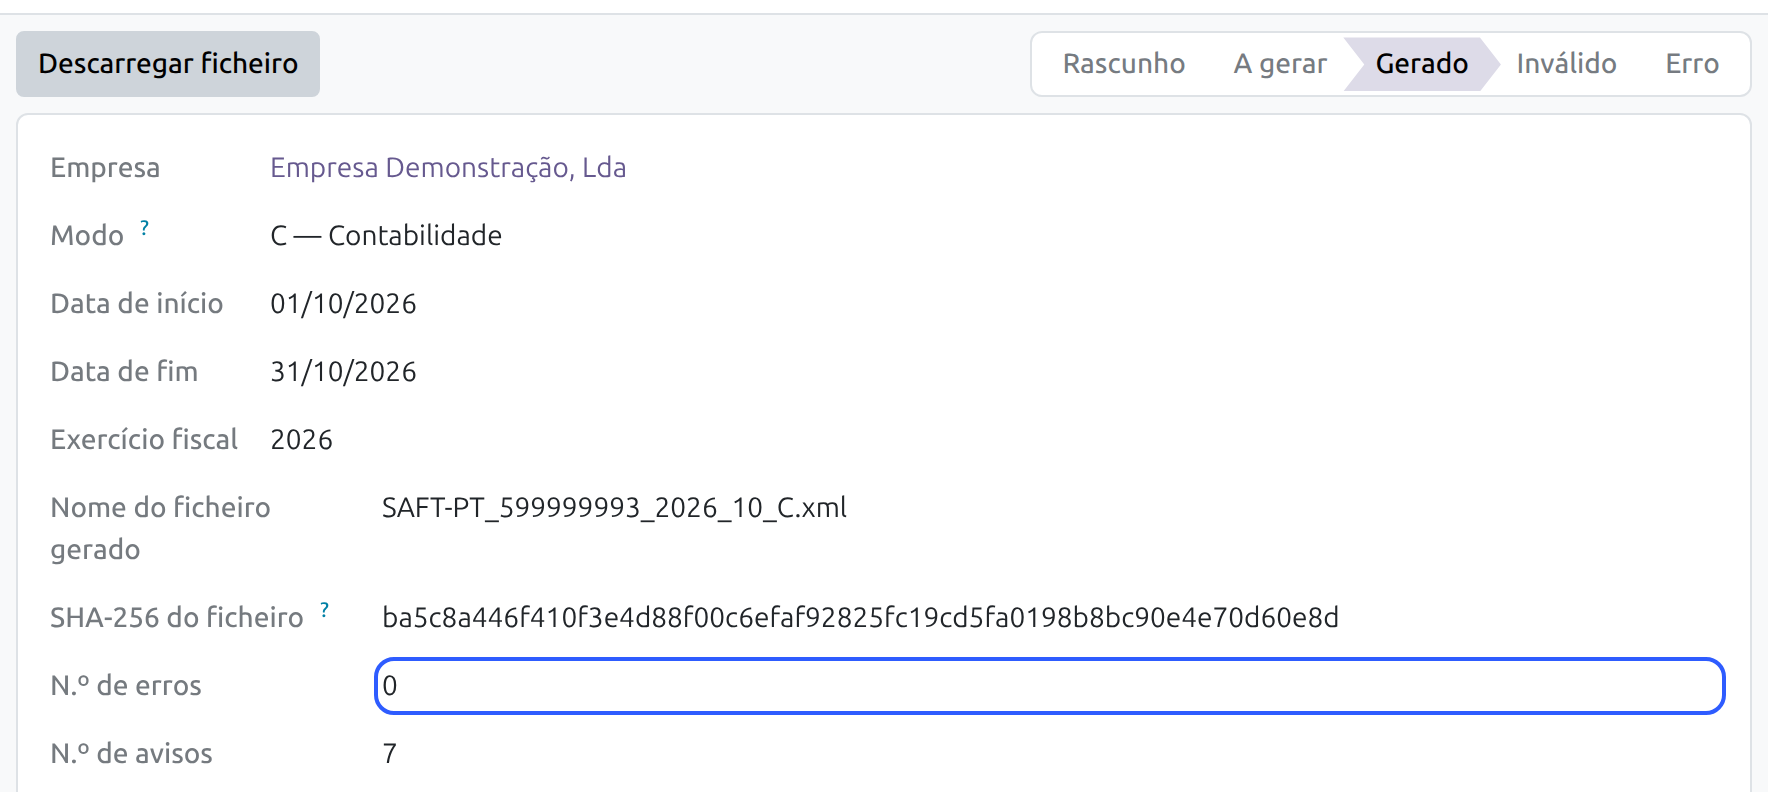 Descarregar ficheiro
Rascunho A gerar Gerado Inválido Erro
Empresa Empresa Demonstração, Lda
Modo ? C — Contabilidade
Data de início 01/10/2026
Data de fim 31/10/2026
Exercício fiscal 2026
Nome do ficheiro gerado SAFT-PT_599999993_2026_10_C.xml
SHA-256 do ficheiro ? ba5c8a446f410f3e4d88f00c6efaf92825fc19cd5fa0198b8bc90e4e70d60e8d
N.º de erros 0
N.º de avisos 7